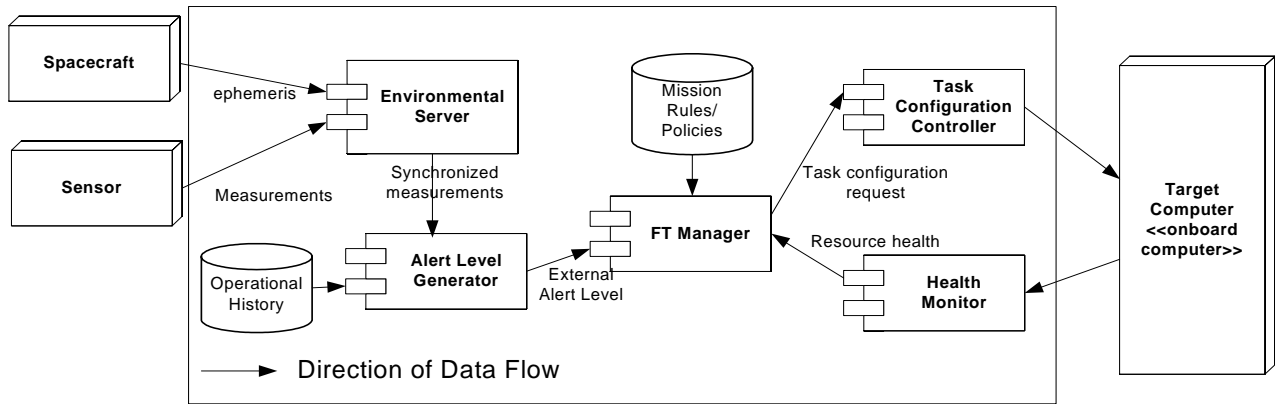 Spacecraft
ephemeris
Sensor
Measurements
Environmental
Server
Synchronized
measurements
Operational
History
Alert Level
Generator
External
Alert Level
Mission
Rules/
Policies
FT Manager
Task
Configuration
Controller
Task configuration
request
Resource health
Health
Monitor
Target
Computer
<<onboard
computer>>
Direction of Data Flow